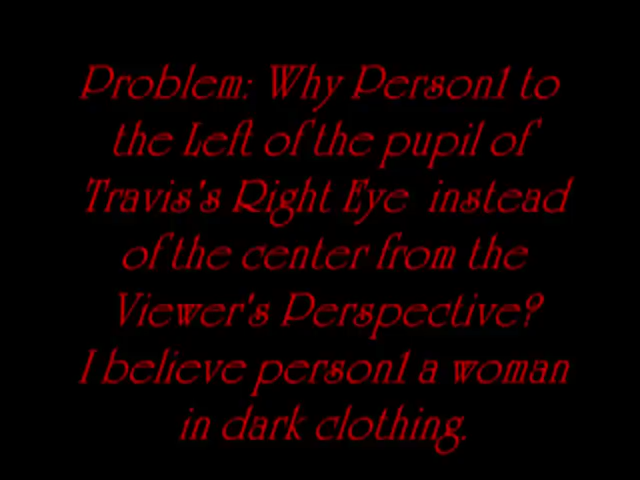 Problem: Why Person1 to
the Left of the pupil of
Travis's Right Eye instead
of the center from the
Viewer's Perspective?
I believe person1 a woman
in dark clothing.